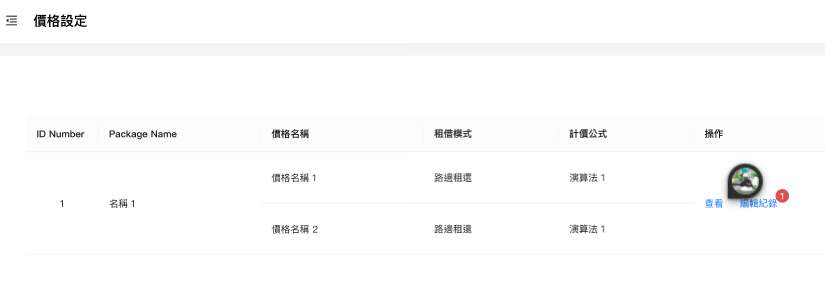 價格設定
ID Number Package Name 價格名稱 租借模式 計價公式 操作
價格名稱 1 路邊租還 演算法 1
1 名稱 1 查看 編輯紀錄 1
價格名稱 2 路邊租還 演算法 1